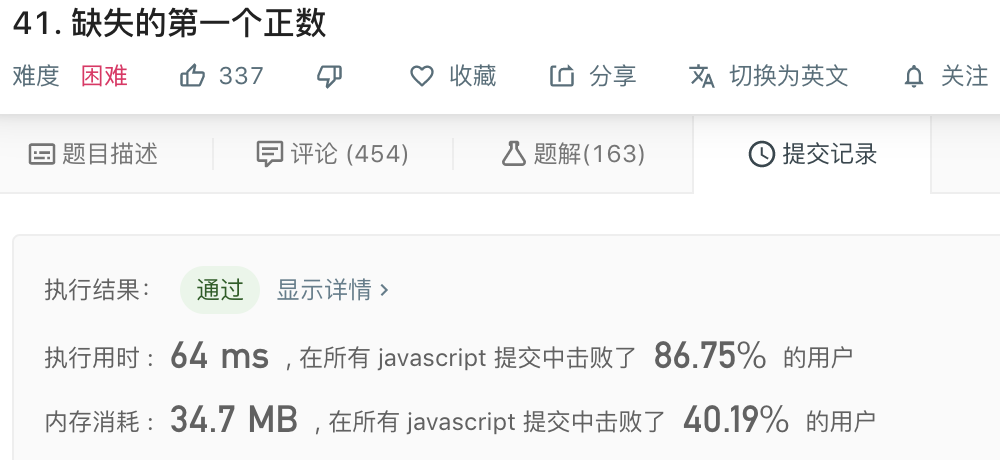 41. 缺失的第一个正数
难度 困难 337 收藏 分享 切换为英文 关注
题目描述 评论 (454) 题解(163) 提交记录
执行结果： 通过 显示详情 >
执行用时 : 64 ms , 在所有 javascript 提交中击败了 86.75% 的用户
内存消耗 : 34.7 MB , 在所有 javascript 提交中击败了 40.19% 的用户